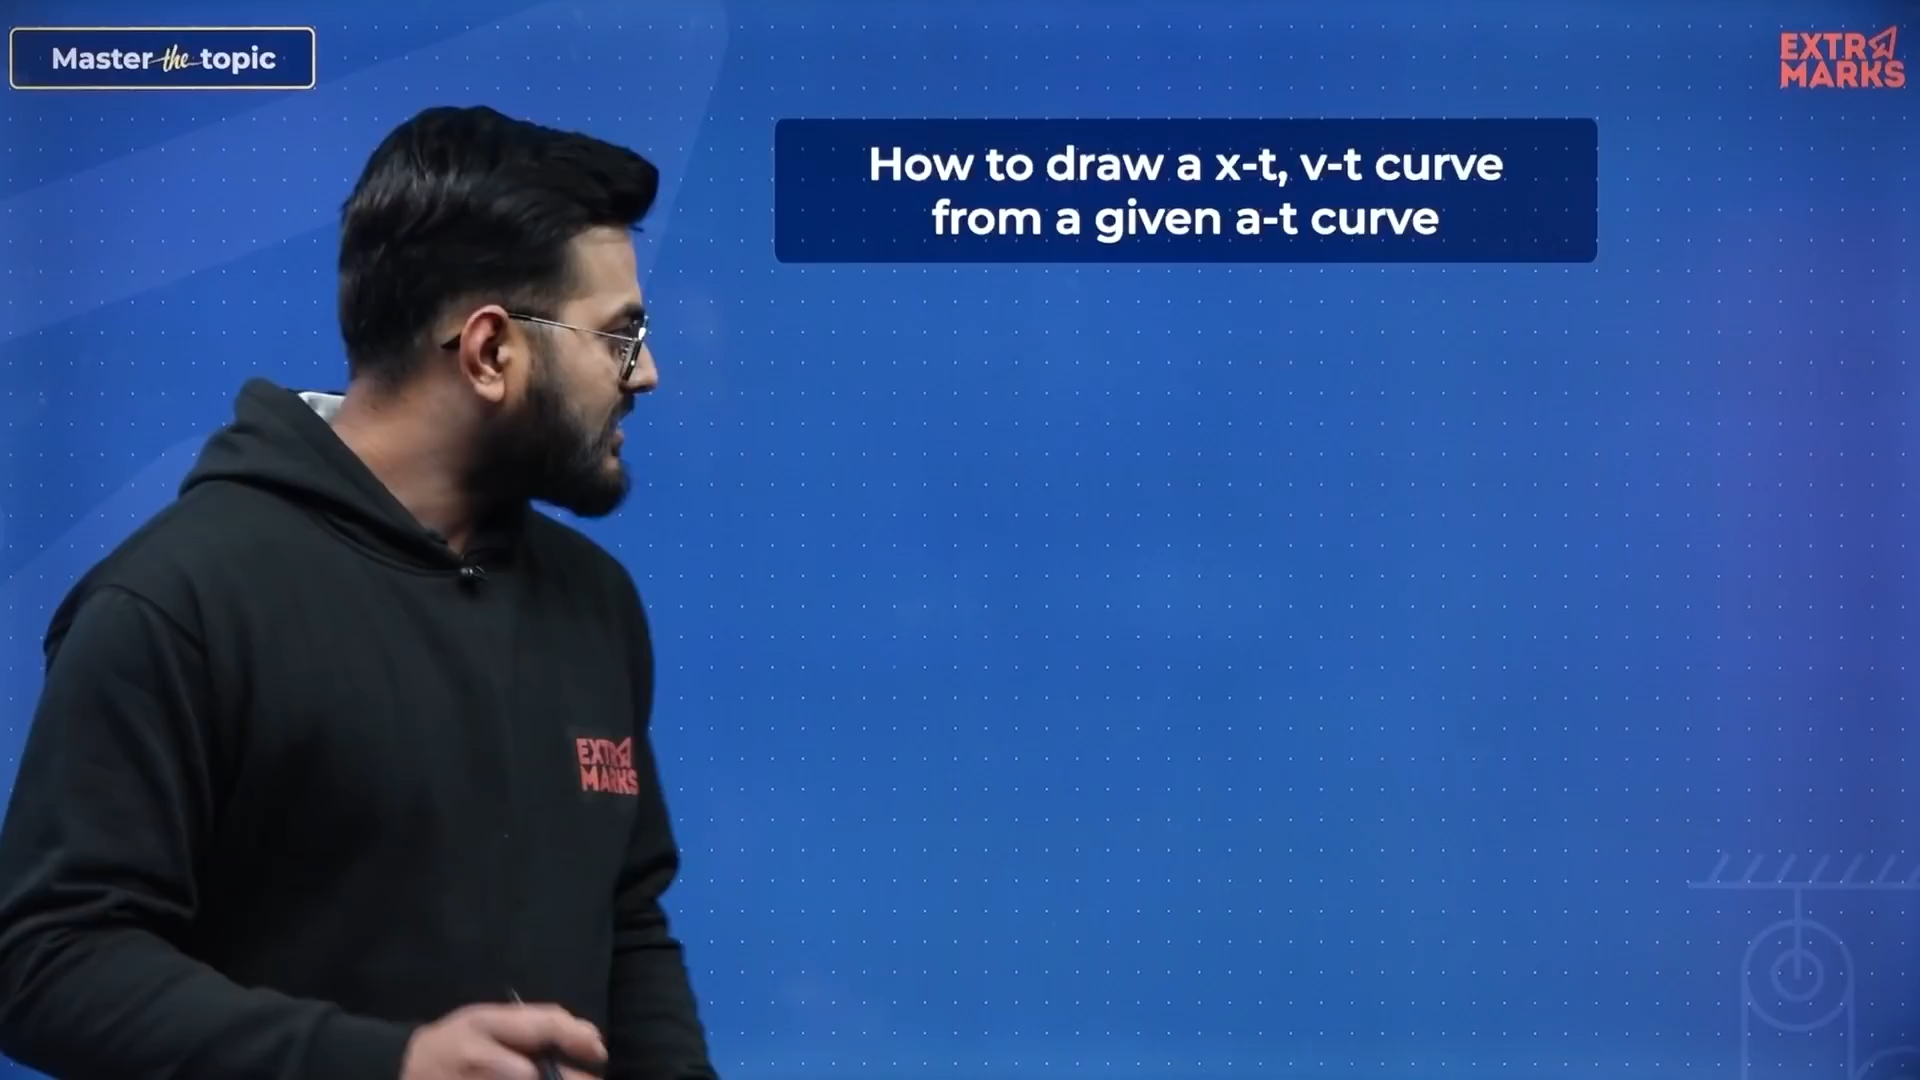 Master the topic
EXTRA
MARKS
How to draw a x-t, v-t curve
from a given a-t curve
EXTRA
MARKS